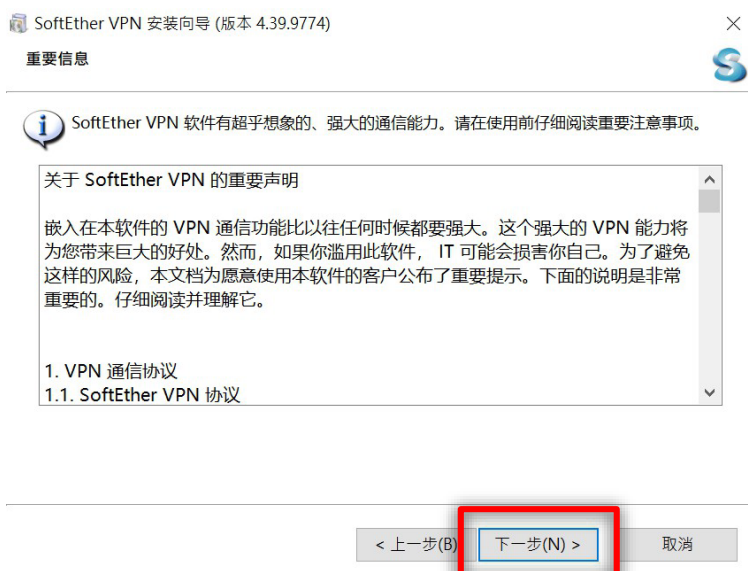 SoftEther VPN 安装向导 (版本 4.39.9774)
重要信息
SoftEther VPN 软件有超乎想象的、强大的通信能力。请在使用前仔细阅读重要注意事项。
关于 SoftEther VPN 的重要声明
嵌入在本软件的 VPN 通信功能比以往任何时候都要强大。这个强大的 VPN 能力将
为您带来巨大的好处。然而，如果你滥用此软件， IT 可能会损害你自己。为了避免
这样的风险，本文档为愿意使用本软件的客户公布了重要提示。下面的说明是非常
重要的。仔细阅读并理解它。
1. VPN 通信协议
1.1. SoftEther VPN 协议
< 上一步(B)
下一步(N) >
取消